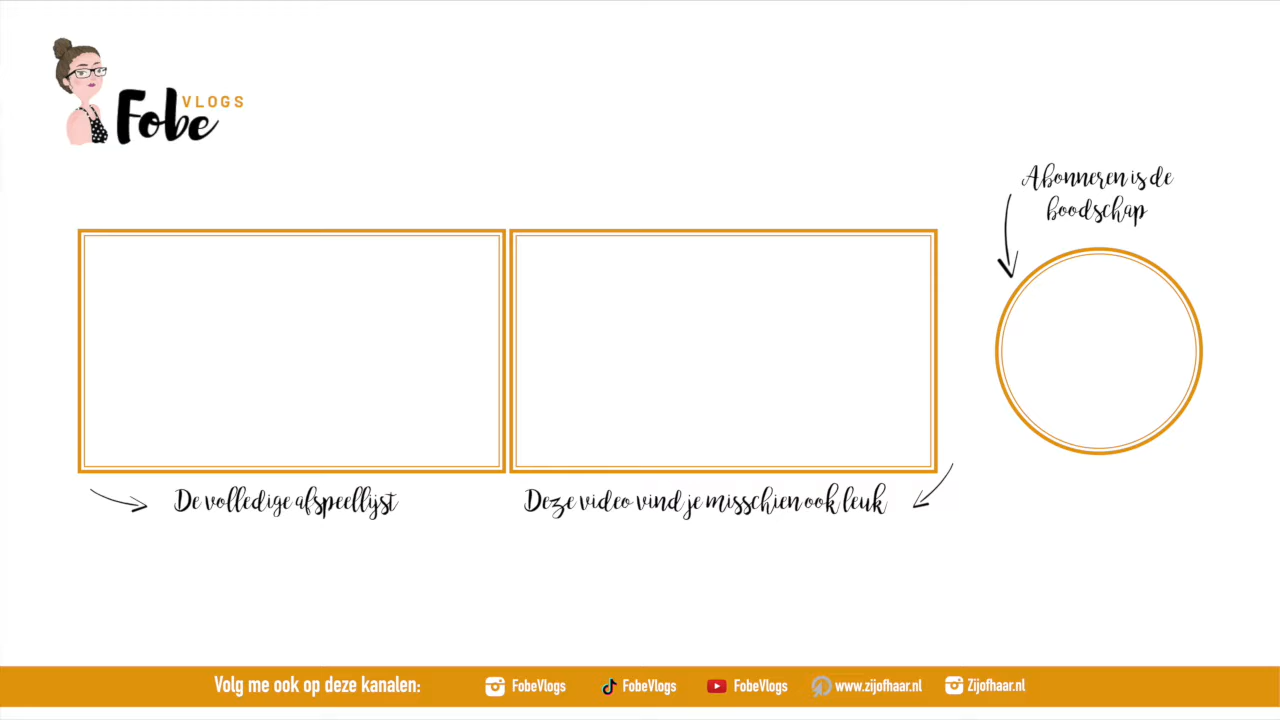 VLOGS
Fobe
Abonneren is de
boodschap
De volledige afspeellijst
Deze video vind je misschien ook leuk
Volg me ook op deze kanalen: FobeVlogs FobeVlogs FobeVlogs www.zijofhaar.nl Zijofhaar.nl